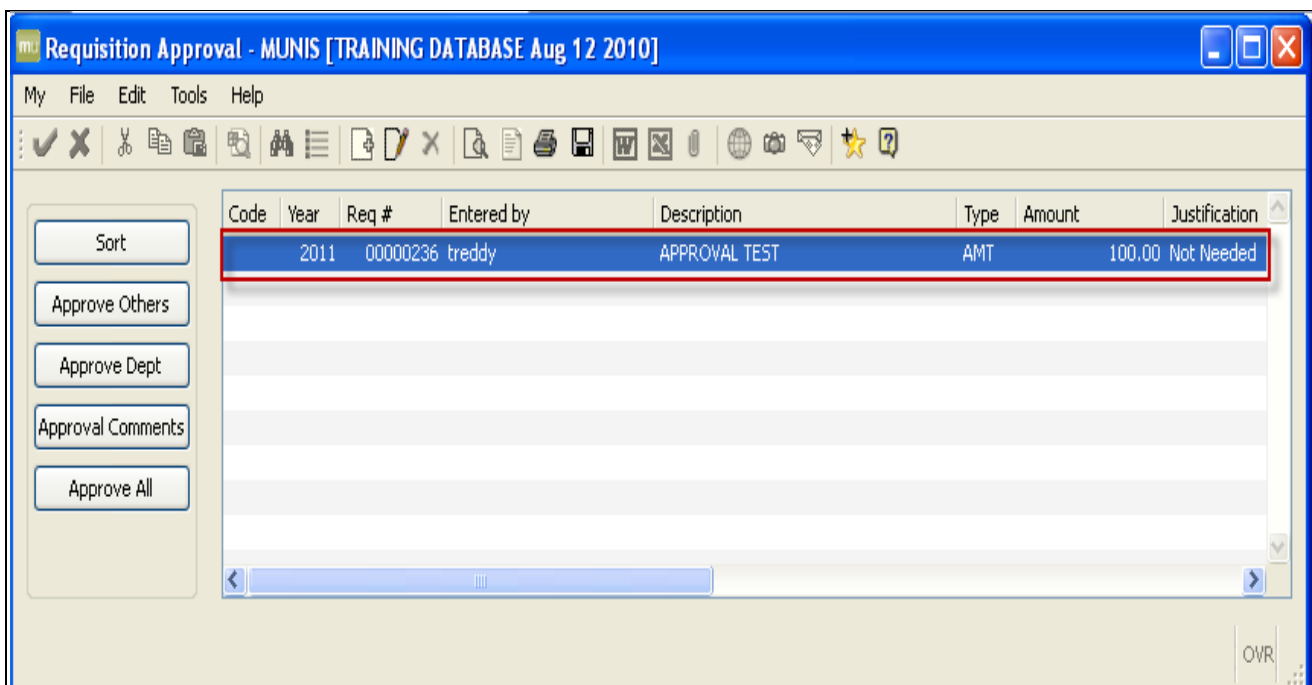 mu Requisition Approval - MUNIS [TRAINING DATABASE Aug 12 2010]
My File Edit Tools Help
Code Year Req # Entered by Description Type Amount Justification
2011 00000236 treddy APPROVAL TEST AMT 100.00 Not Needed
Sort
Approve Others
Approve Dept
Approval Comments
Approve All
OVR